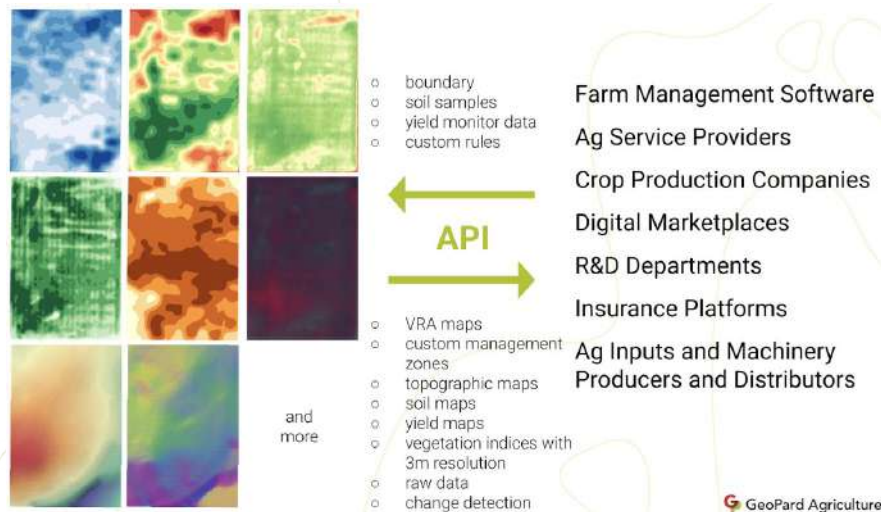 boundary
soil samples
yield monitor data
custom rules
API
VRA maps
custom management
zones
topographic maps
soil maps
yield maps
vegetation indices with
3m resolution
raw data
change detection
and
more
Farm Management Software
Ag Service Providers
Crop Production Companies
Digital Marketplaces
R&D Departments
Insurance Platforms
Ag Inputs and Machinery
Producers and Distributors
GeoPard Agriculture